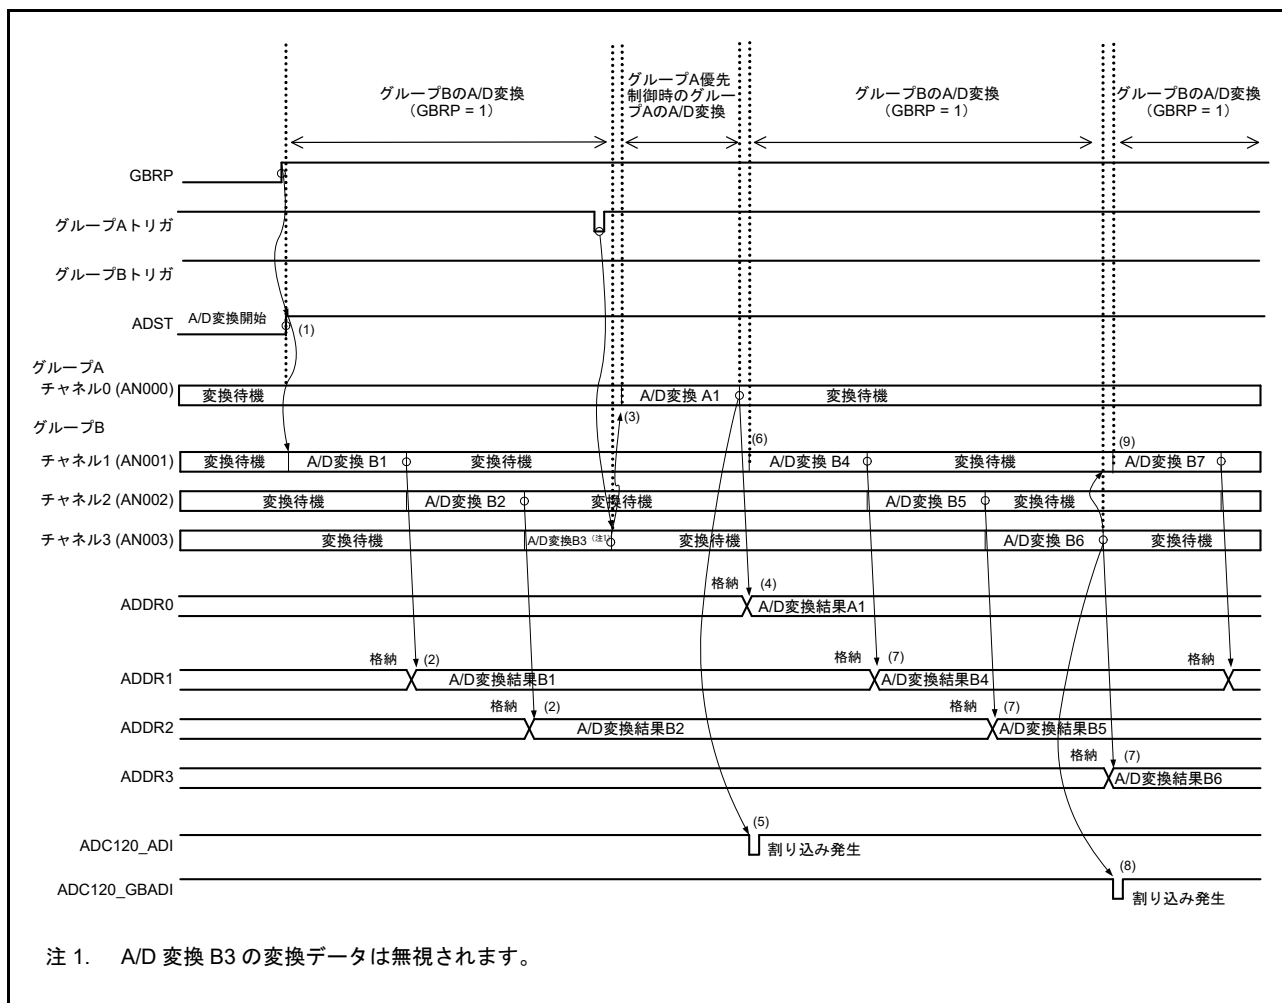 グループBのA/D変換
（GBRP = 1）
グループA優先
制御時のグルー
プAのA/D変換
グループBのA/D変換
（GBRP = 1）
グループBのA/D変換
（GBRP = 1）
GBRP
グループAトリガ
グループBトリガ
ADST
A/D変換開始
(1)
グループA
チャネル0 (AN000)
変換待機
A/D変換 A1
変換待機
(3)
グループB
(6)
(9)
チャネル1 (AN001)
変換待機
A/D変換 B1
変換待機
A/D変換 B4
変換待機
A/D変換 B7
チャネル2 (AN002)
変換待機
A/D変換 B2
変換待機
A/D変換 B5
変換待機
チャネル3 (AN003)
変換待機
A/D変換B3（注1）
変換待機
A/D変換 B6
変換待機
格納
(4)
ADDR0
A/D変換結果A1
格納
(2)
格納
(7)
格納
ADDR1
A/D変換結果B1
A/D変換結果B4
格納
(2)
格納
(7)
ADDR2
A/D変換結果B2
A/D変換結果B5
格納
(7)
ADDR3
A/D変換結果B6
(5)
ADC120_ADI
割り込み発生
(8)
ADC120_GBADI
割り込み発生
注 1. A/D 変換 B3 の変換データは無視されます。